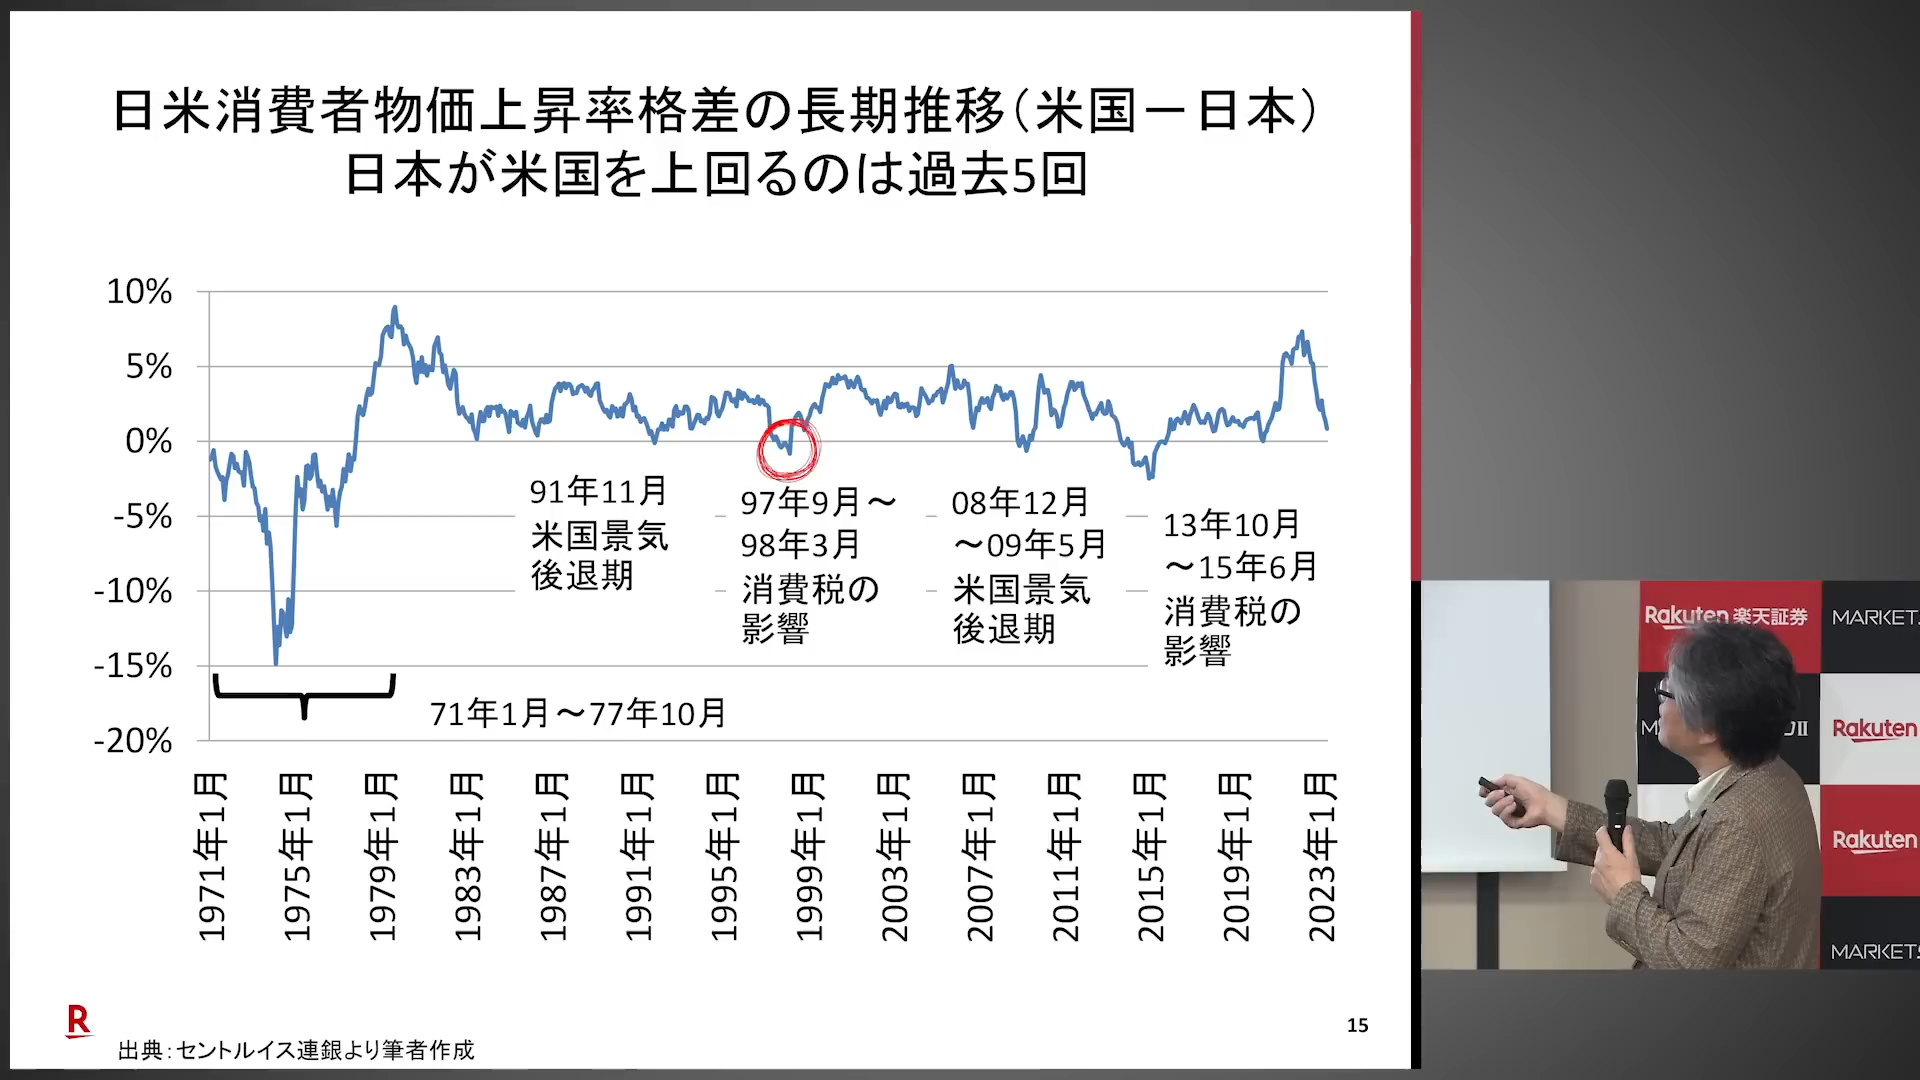 日米消費者物価上昇率格差の長期推移（米国－日本）
日本が米国を上回るのは過去5回
10%
5%
0%
-5%
-10%
-15%
-20%
91年11月
米国景気
後退期
97年9月～
98年3月
消費税の
影響
08年12月
～09年5月
米国景気
後退期
13年10月
～15年6月
消費税の
影響
71年1月～77年10月
1971年1月
1975年1月
1979年1月
1983年1月
1987年1月
1991年1月
1995年1月
1999年1月
2003年1月
2007年1月
2011年1月
2015年1月
2019年1月
2023年1月
R
出典：セントルイス連銀より筆者作成
15
Rakuten 楽天証券
MARKET
Rakuten
Rakuten
MARKET